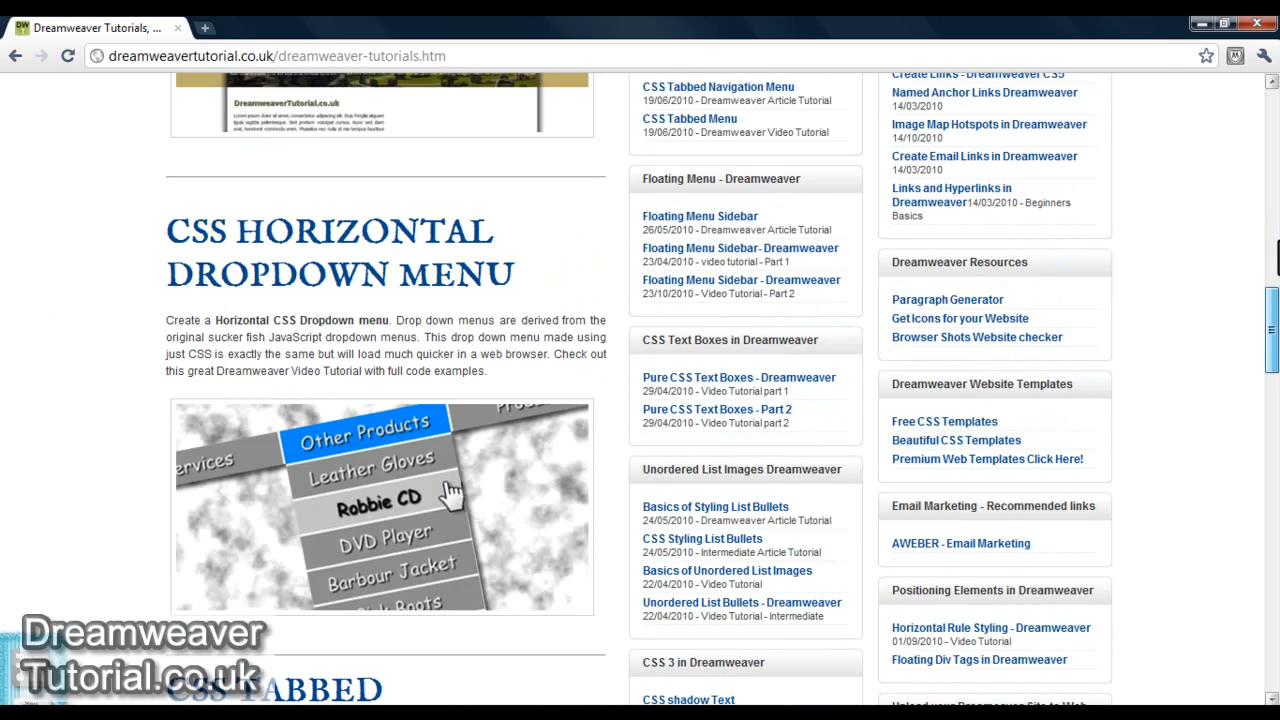 Dreamweaver Tutorials, ...
dreamweavertutorial.co.uk/dreamweaver-tutorials.htm
DreamweaverTutorial.co.uk
CSS HORIZONTAL
DROPDOWN MENU
Create a Horizontal CSS Dropdown menu. Drop down menus are derived from the
original sucker fish JavaScript dropdown menus. This drop down menu made using
just CSS is exactly the same but will load much quicker in a web browser. Check out
this great Dreamweaver Video Tutorial with full code examples.
ervices
Other Products
Leather Gloves
Robbie CD
DVD Player
Barbour Jacket
CSS TABBED
Dreamweaver
Tutorial.co.uk
CSS Tabbed Navigation Menu
19/06/2010 - Dreamweaver Article Tutorial
CSS Tabbed Menu
19/06/2010 - Dreamweaver Video Tutorial
Floating Menu - Dreamweaver
Floating Menu Sidebar
26/05/2010 - Dreamweaver Article Tutorial
Floating Menu Sidebar- Dreamweaver
23/04/2010 - video tutorial - Part 1
Floating Menu Sidebar - Dreamweaver
23/10/2010 - Video Tutorial - Part 2
CSS Text Boxes in Dreamweaver
Pure CSS Text Boxes - Dreamweaver
29/04/2010 - Video Tutorial part 1
Pure CSS Text Boxes - Part 2
29/04/2010 - Video Tutorial part 2
Unordered List Images Dreamweaver
Basics of Styling List Bullets
24/05/2010 - Dreamweaver Article Tutorial
CSS Styling List Bullets
24/05/2010 - Intermediate Article Tutorial
Basics of Unordered List Images
22/04/2010 - Video Tutorial
Unordered List Bullets - Dreamweaver
22/04/2010 - Video Tutorial - Intermediate
CSS 3 in Dreamweaver
CSS shadow Text
Create Links - Dreamweaver CS5
Named Anchor Links Dreamweaver
14/03/2010
Image Map Hotspots in Dreamweaver
14/10/2010
Create Email Links in Dreamweaver
14/03/2010
Links and Hyperlinks in
Dreamweaver14/03/2010 - Beginners
Basics
Dreamweaver Resources
Paragraph Generator
Get Icons for your Website
Browser Shots Website checker
Dreamweaver Website Templates
Free CSS Templates
Beautiful CSS Templates
Premium Web Templates Click Here!
Email Marketing - Recommended links
AWEBER - Email Marketing
Positioning Elements in Dreamweaver
Horizontal Rule Styling - Dreamweaver
01/09/2010 - Video Tutorial
Floating Div Tags in Dreamweaver